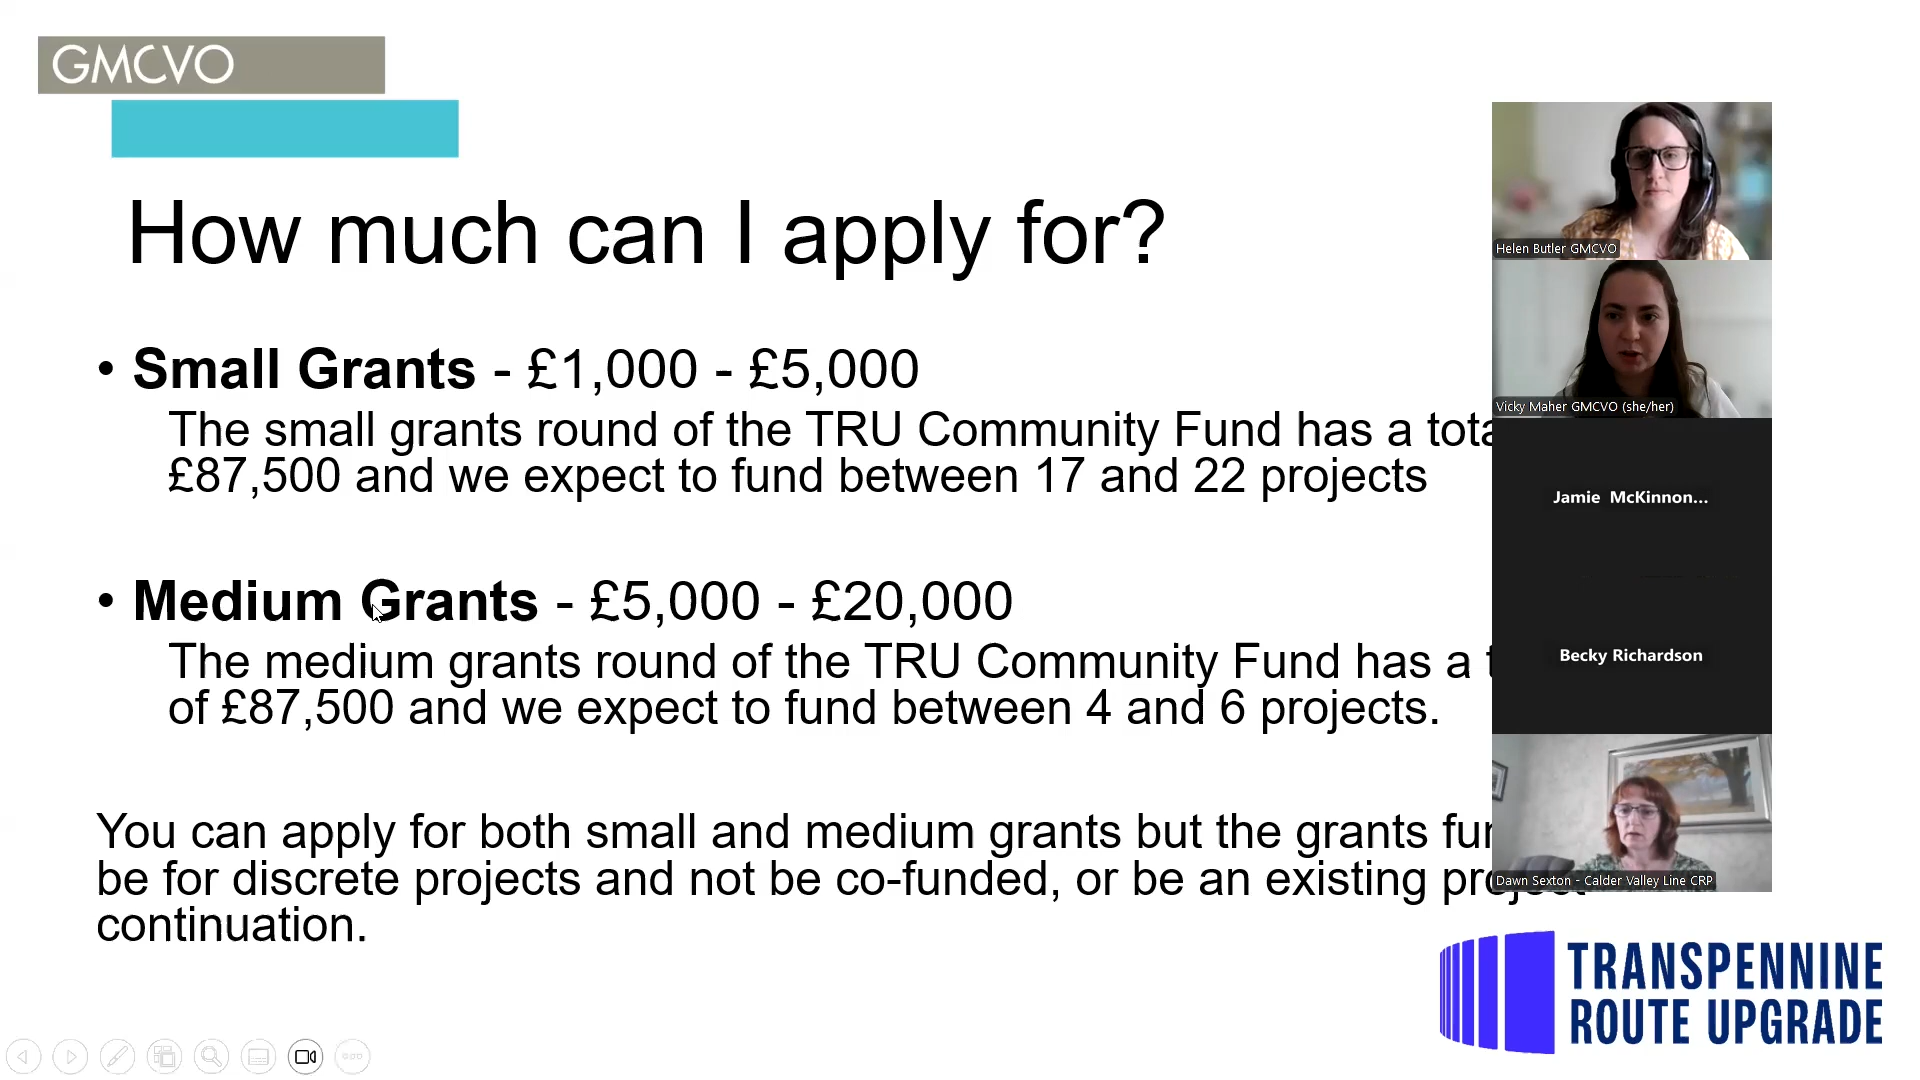 GMCVO
How much can I apply for?
• Small Grants - £1,000 - £5,000
The small grants round of the TRU Community Fund has a
£87,500 and we expect to fund between 17 and 22 projects
• Medium Grants - £5,000 - £20,000
The medium grants round of the TRU Community Fund has a
of £87,500 and we expect to fund between 4 and 6 projects.
You can apply for both small and medium grants but the grants
be for discrete projects and not be co-funded, or be an existing project
continuation.
Helen Butler GMCVO
Vicky Maher GMCVO (she/her)
Jamie McKinnon...
Becky Richardson
Dawn Sexton - Calder Valley Line CRP
TRANSPENNINE
ROUTE UPGRADE